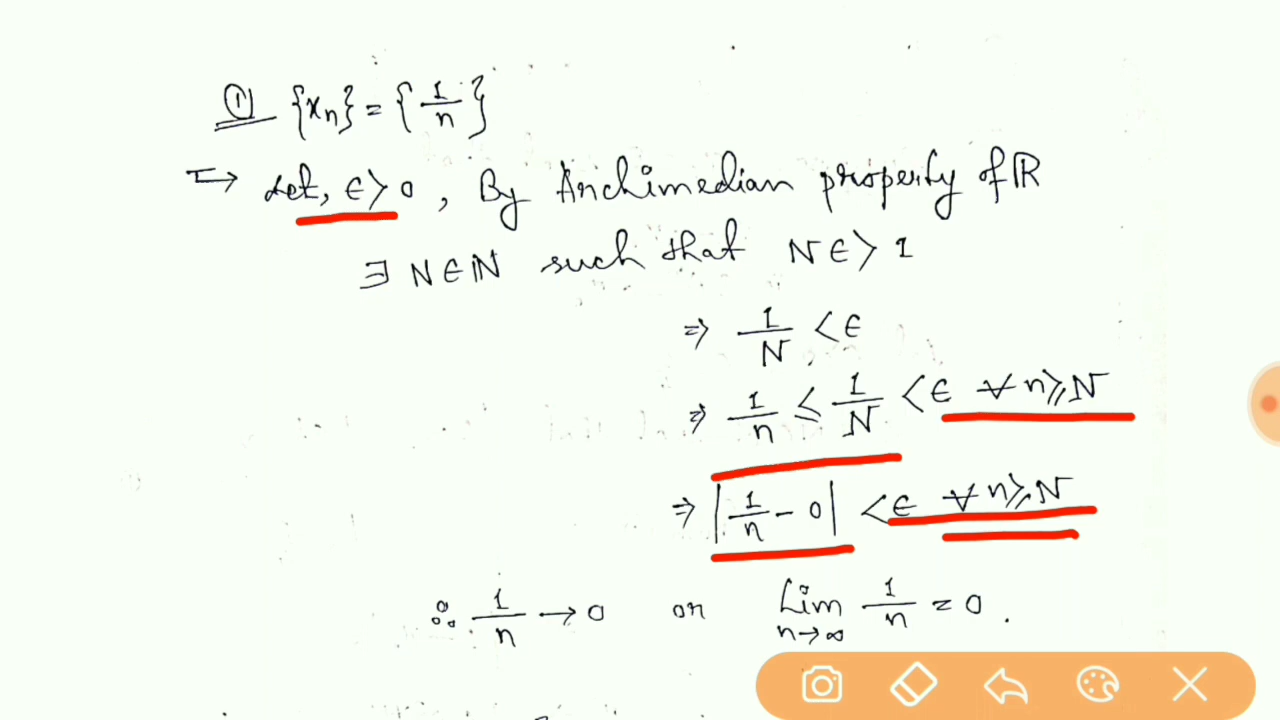 ① {xₙ} = {1/n}
→ Let, ϵ > 0, By Archimedian property of ℝ
∃ N ∈ ℕ such that Nϵ > 1
⇒ 1/N < ϵ
⇒ 1/n ≤ 1/N < ϵ ∀ n ≥ N
⇒ |1/n - 0| < ϵ ∀ n ≥ N
∴ 1/n → 0 or Lim n→∞ 1/n = 0.